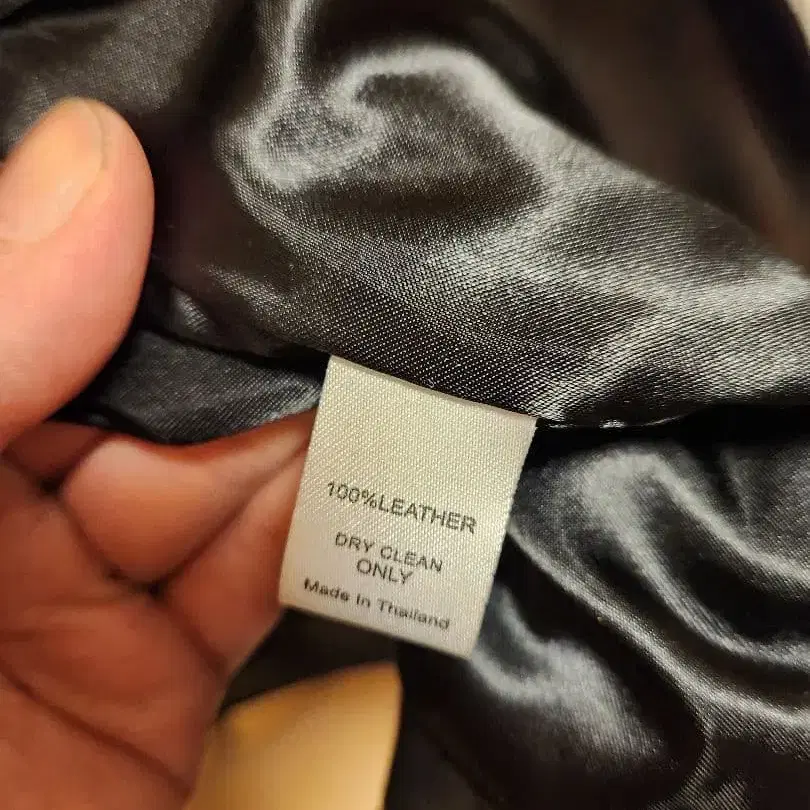 100%LEATHER
DRY CLEAN
ONLY
Made In Thailand